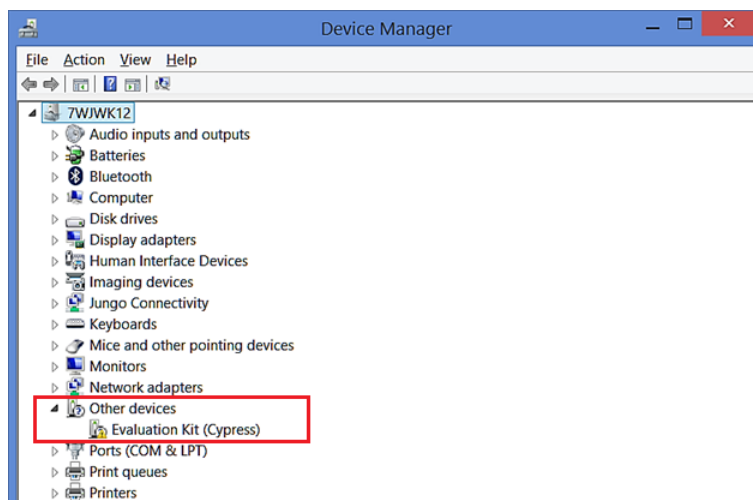 Device Manager
File Action View Help
7WJWK12
Audio inputs and outputs
Batteries
Bluetooth
Computer
Disk drives
Display adapters
Human Interface Devices
Imaging devices
Jungo Connectivity
Keyboards
Mice and other pointing devices
Monitors
Network adapters
Other devices
Evaluation Kit (Cypress)
Ports (COM & LPT)
Print queues
Printers